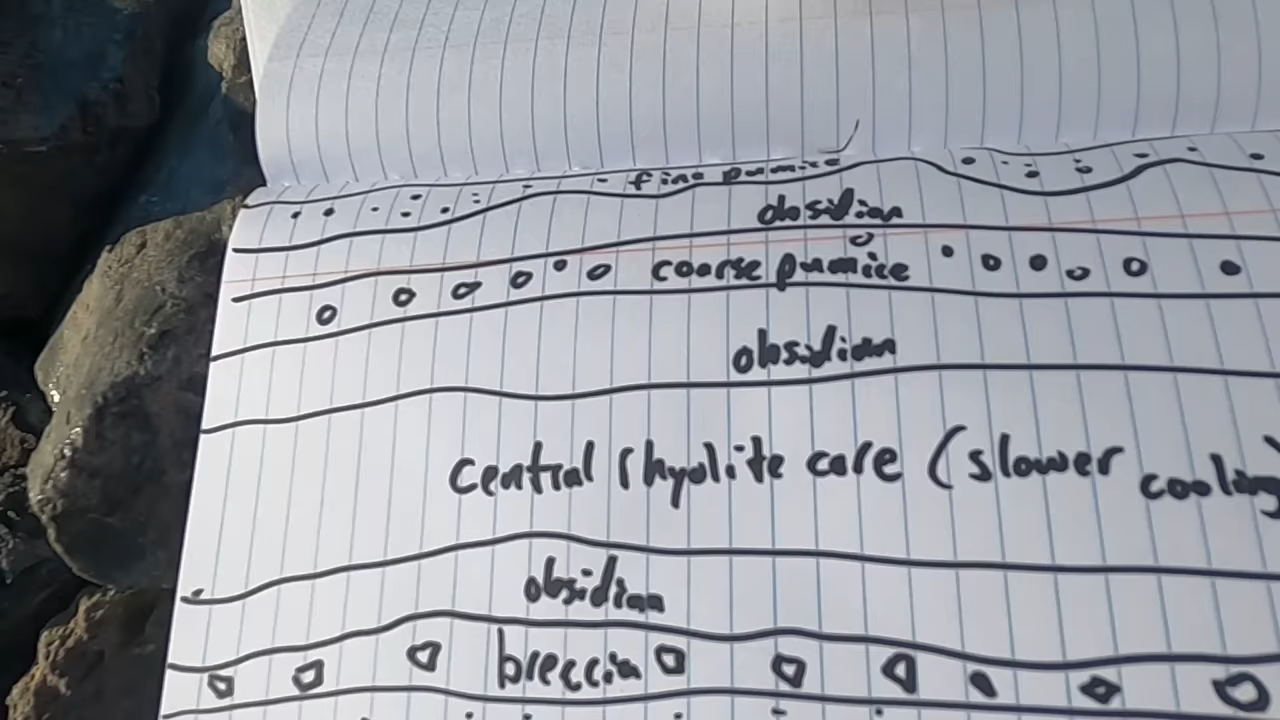 fine pumice
obsidian
coarse pumice
obsidian
central rhyolite core (slower cooling)
obsidian
breccia